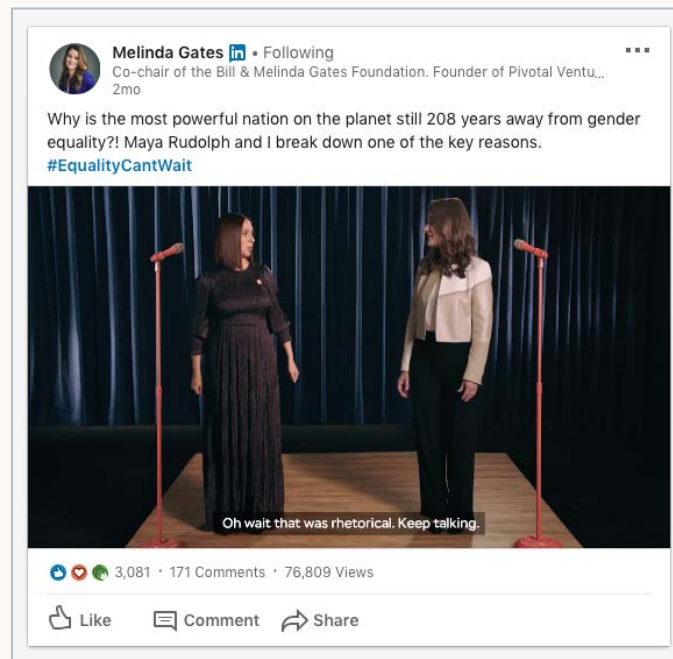 Melinda Gates in • Following
Co-chair of the Bill & Melinda Gates Foundation. Founder of Pivotal Ventu...
2mo
Why is the most powerful nation on the planet still 208 years away from gender
equality?! Maya Rudolph and I break down one of the key reasons.
#EqualityCantWait
Oh wait that was rhetorical. Keep talking.
3,081 · 171 Comments · 76,809 Views
Like Comment Share